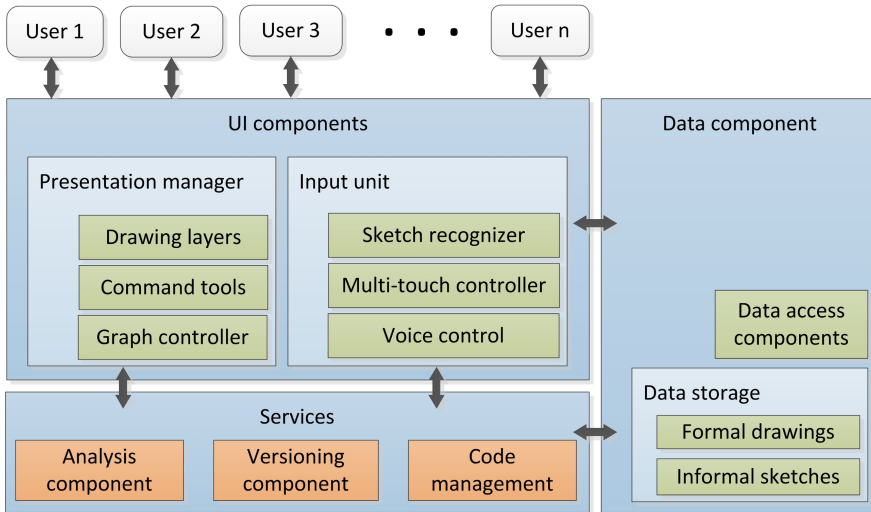 User 1
User 2
User 3
. . .
User n
UI components
Presentation manager
Drawing layers
Command tools
Graph controller
Input unit
Sketch recognizer
Multi-touch controller
Voice control
Services
Analysis
component
Versioning
component
Code
management
Data component
Data access
components
Data storage
Formal drawings
Informal sketches